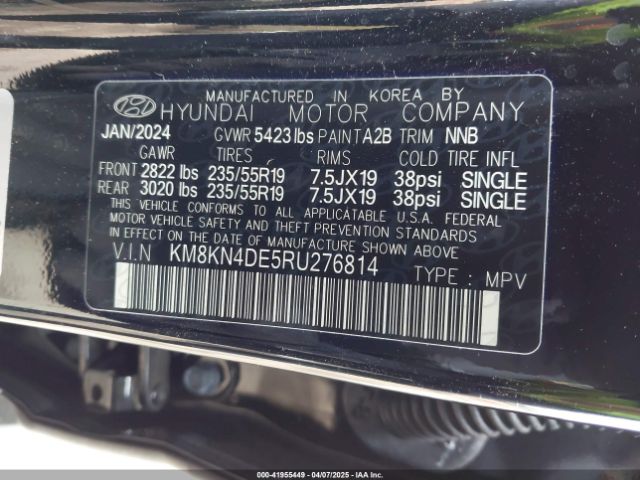 MANUFACTURED IN KOREA BY
HYUNDAI MOTOR COMPANY
JAN/2024 GVWR 5423 lbs PAINT A2B TRIM NNB
GAWR TIRES RIMS COLD TIRE INFL
FRONT 2822 lbs 235/55R19 7.5JX19 38psi SINGLE
REAR 3020 lbs 235/55R19 7.5JX19 38psi SINGLE
THIS VEHICLE CONFORMS TO ALL APPLICABLE U.S.A. FEDERAL
MOTOR VEHICLE SAFETY AND THEFT PREVENTION
STANDARDS IN EFFECT ON THE DATE OF MANUFACTURE SHOWN ABOVE
V.I.N KM8KN4DE5RU276814 TYPE : MPV
000-41955449 - 04/07/2025 - IAAI.COM